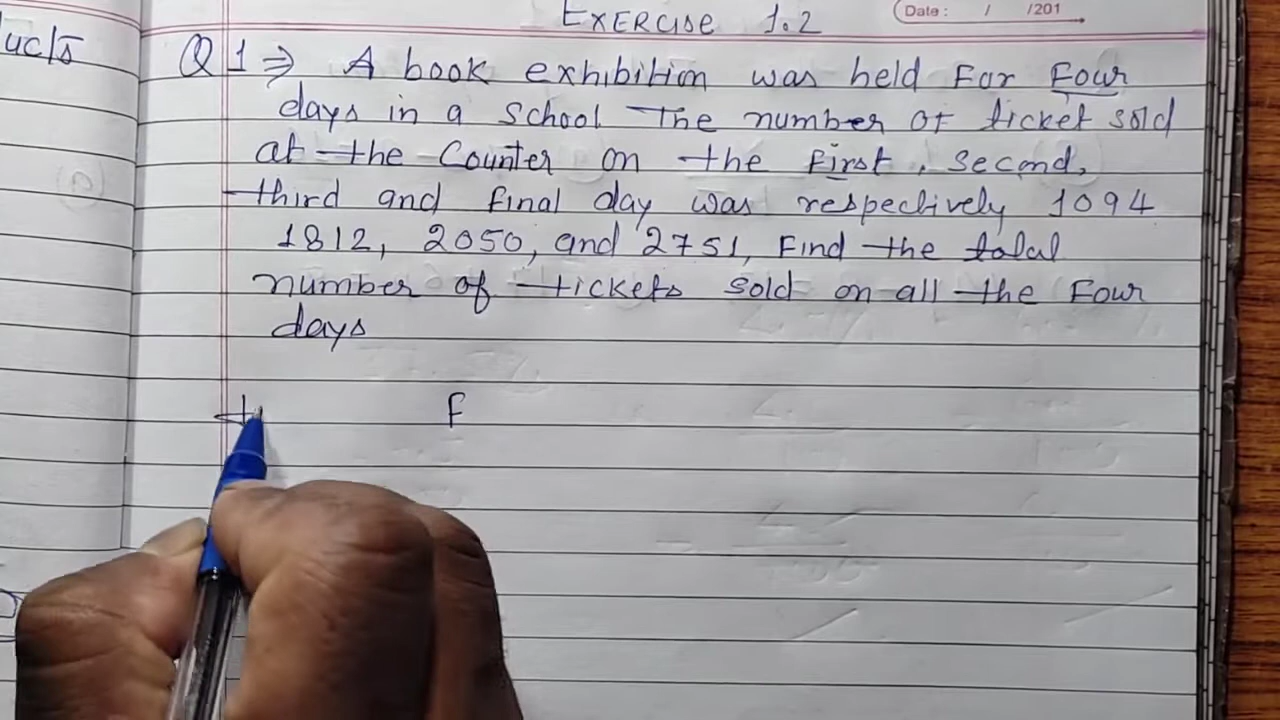 Exercise 1.2
Date : / /201
ucts
Q 1 ⇒ A book exhibition was held For Four
days in a School The number of ticket sold
at the Counter on the First, Second,
third and final day was respectively 1094
1812, 2050, and 2751, Find the total
number of tickets sold on all the Four
days
F